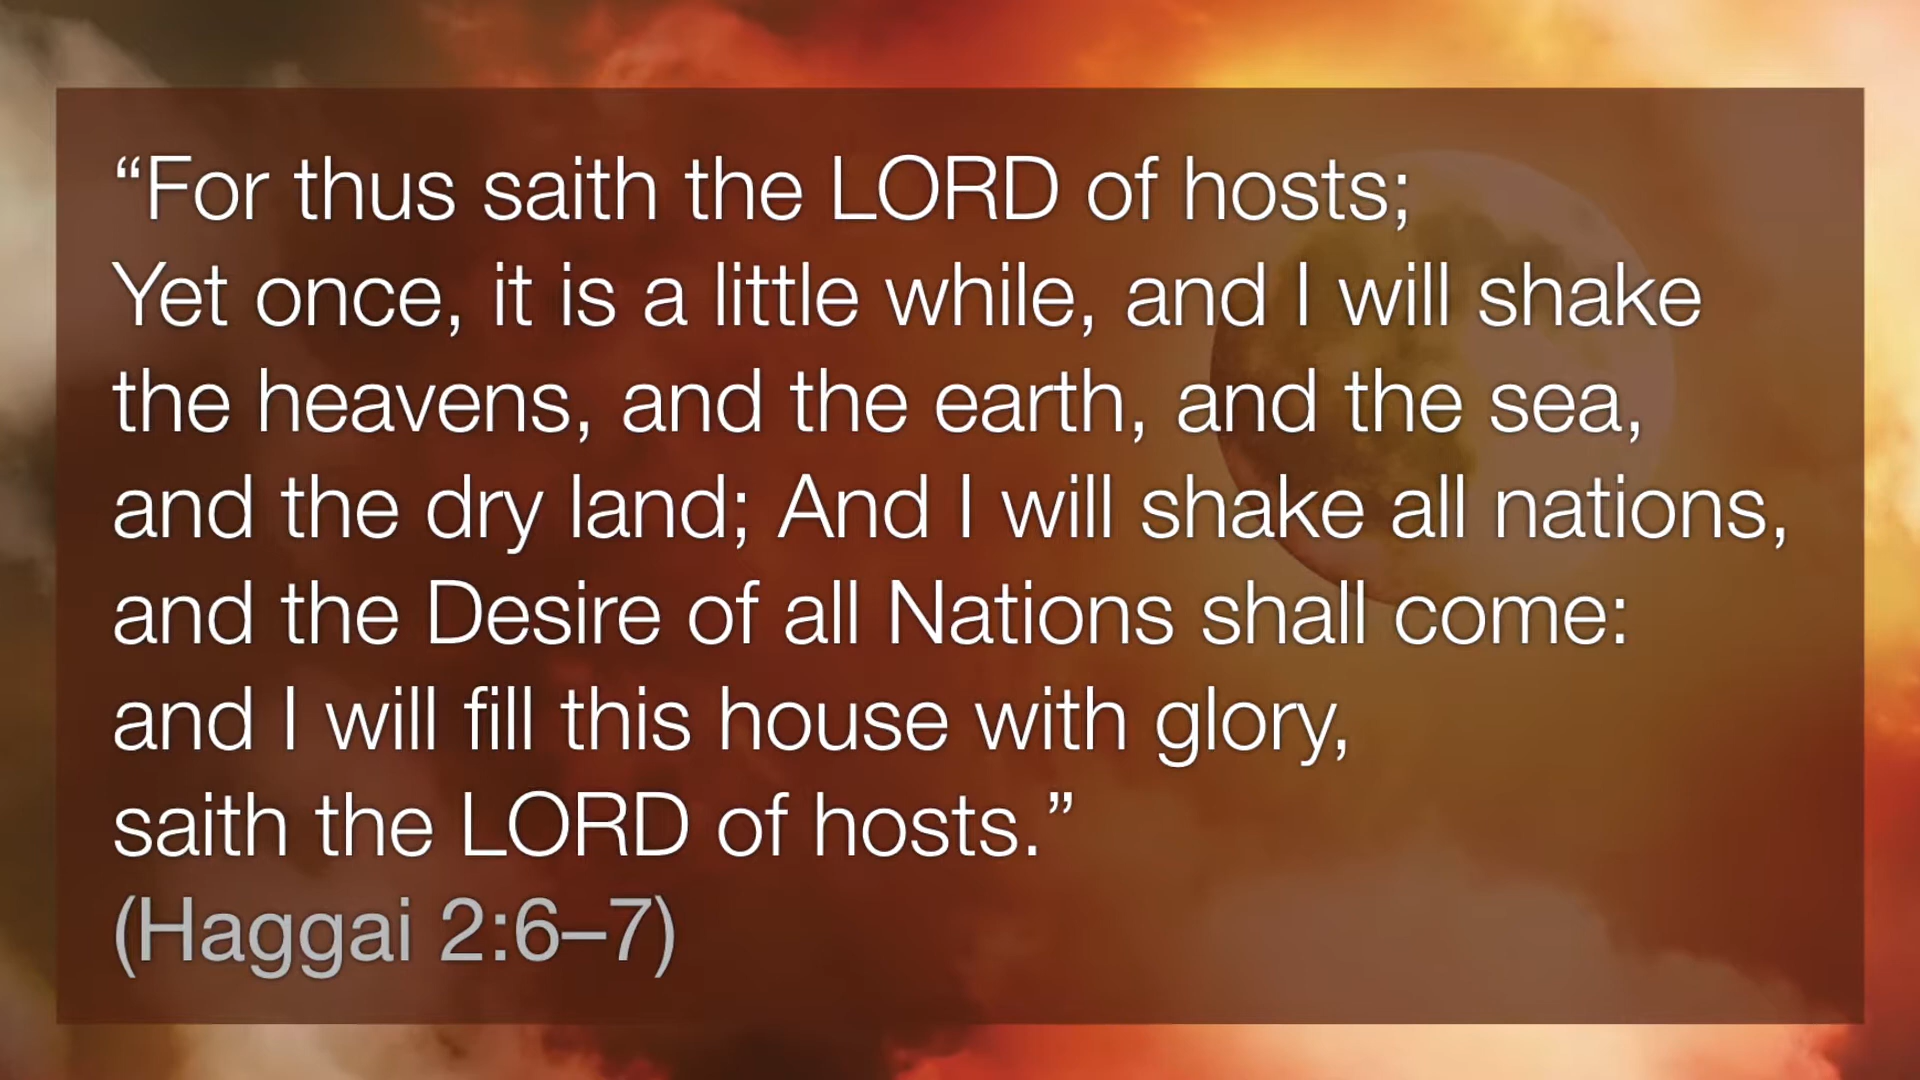 “For thus saith the LORD of hosts;
Yet once, it is a little while, and I will shake
the heavens, and the earth, and the sea,
and the dry land; And I will shake all nations,
and the Desire of all Nations shall come:
and I will fill this house with glory,
saith the LORD of hosts.”
(Haggai 2:6–7)